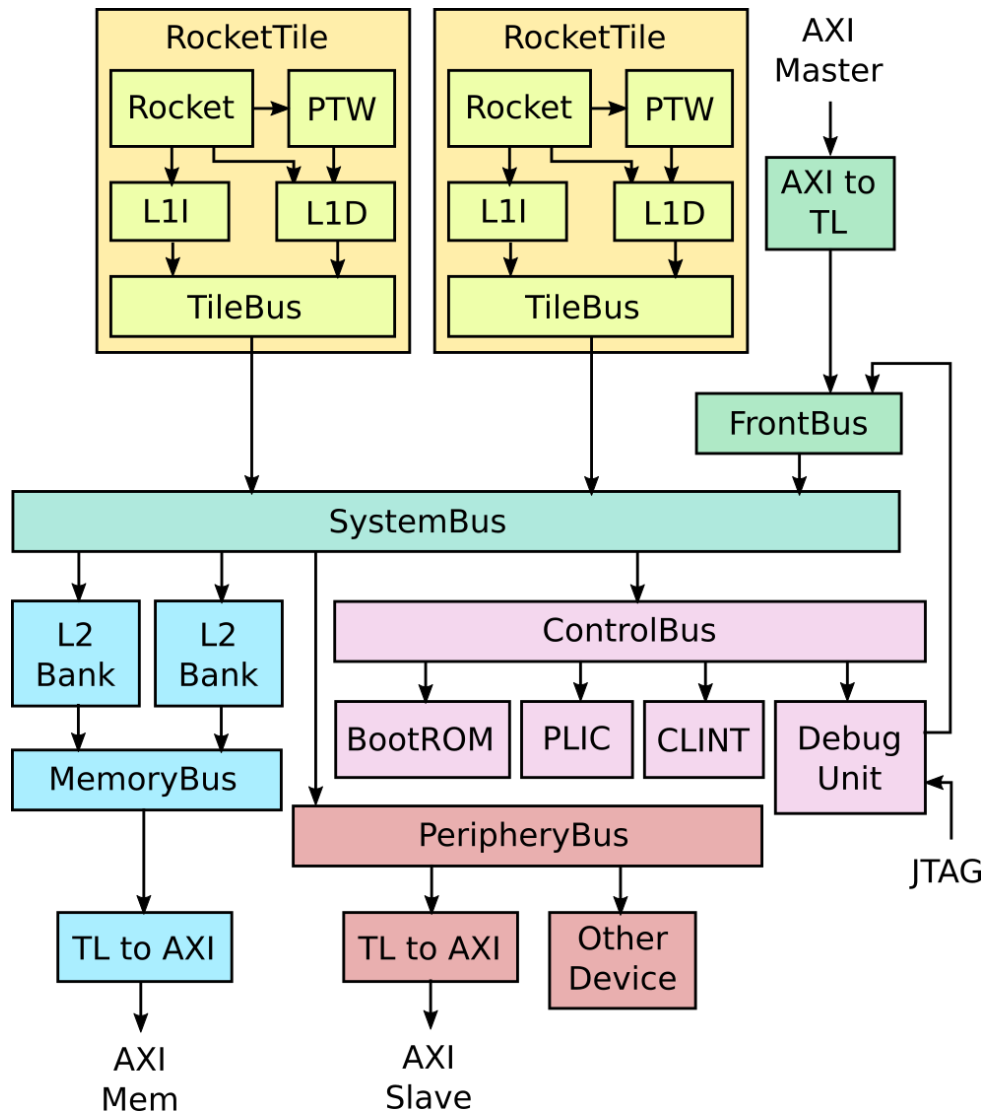 RocketTile
RocketTile
AXI
Master
Rocket
PTW
Rocket
PTW
AXI to
TL
L1I
L1D
L1I
L1D
TileBus
TileBus
FrontBus
SystemBus
L2
Bank
L2
Bank
ControlBus
BootROM
PLIC
CLINT
Debug
Unit
MemoryBus
PeripheryBus
JTAG
TL to AXI
TL to AXI
Other
Device
AXI
Mem
AXI
Slave